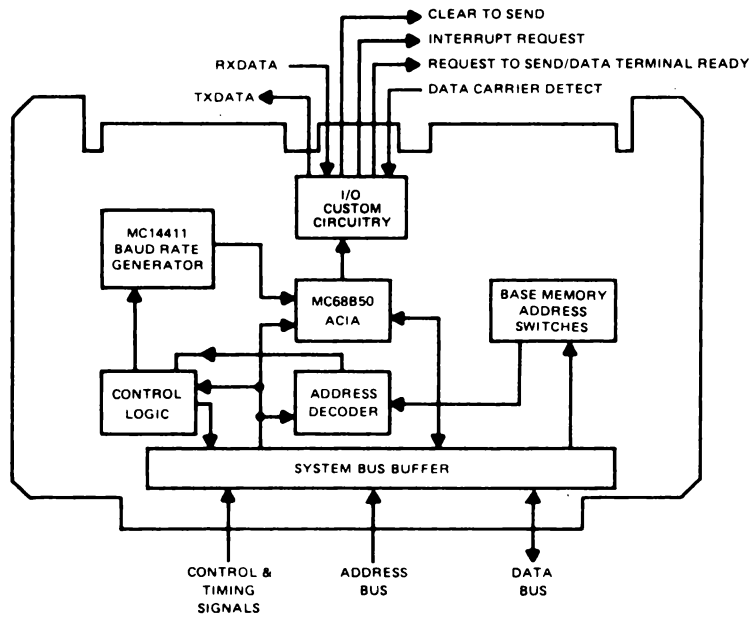 CLEAR TO SEND
INTERRUPT REQUEST
RXDATA
REQUEST TO SEND/DATA TERMINAL READY
TXDATA
DATA CARRIER DETECT
I/O
CUSTOM
CIRCUITRY
MC14411
BAUD RATE
GENERATOR
MC68B50
ACIA
BASE MEMORY
ADDRESS
SWITCHES
CONTROL
LOGIC
ADDRESS
DECODER
SYSTEM BUS BUFFER
CONTROL &
TIMING
SIGNALS
ADDRESS
BUS
DATA
BUS